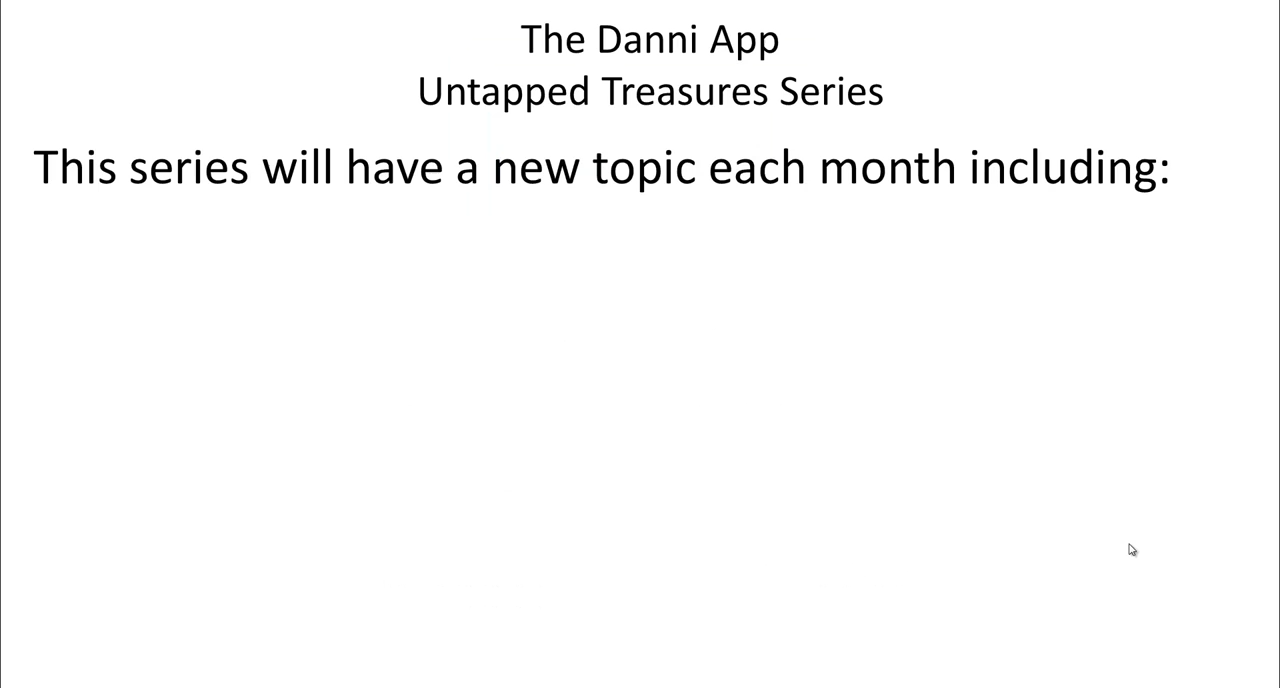 The Danni App
Untapped Treasures Series
This series will have a new topic each month including: